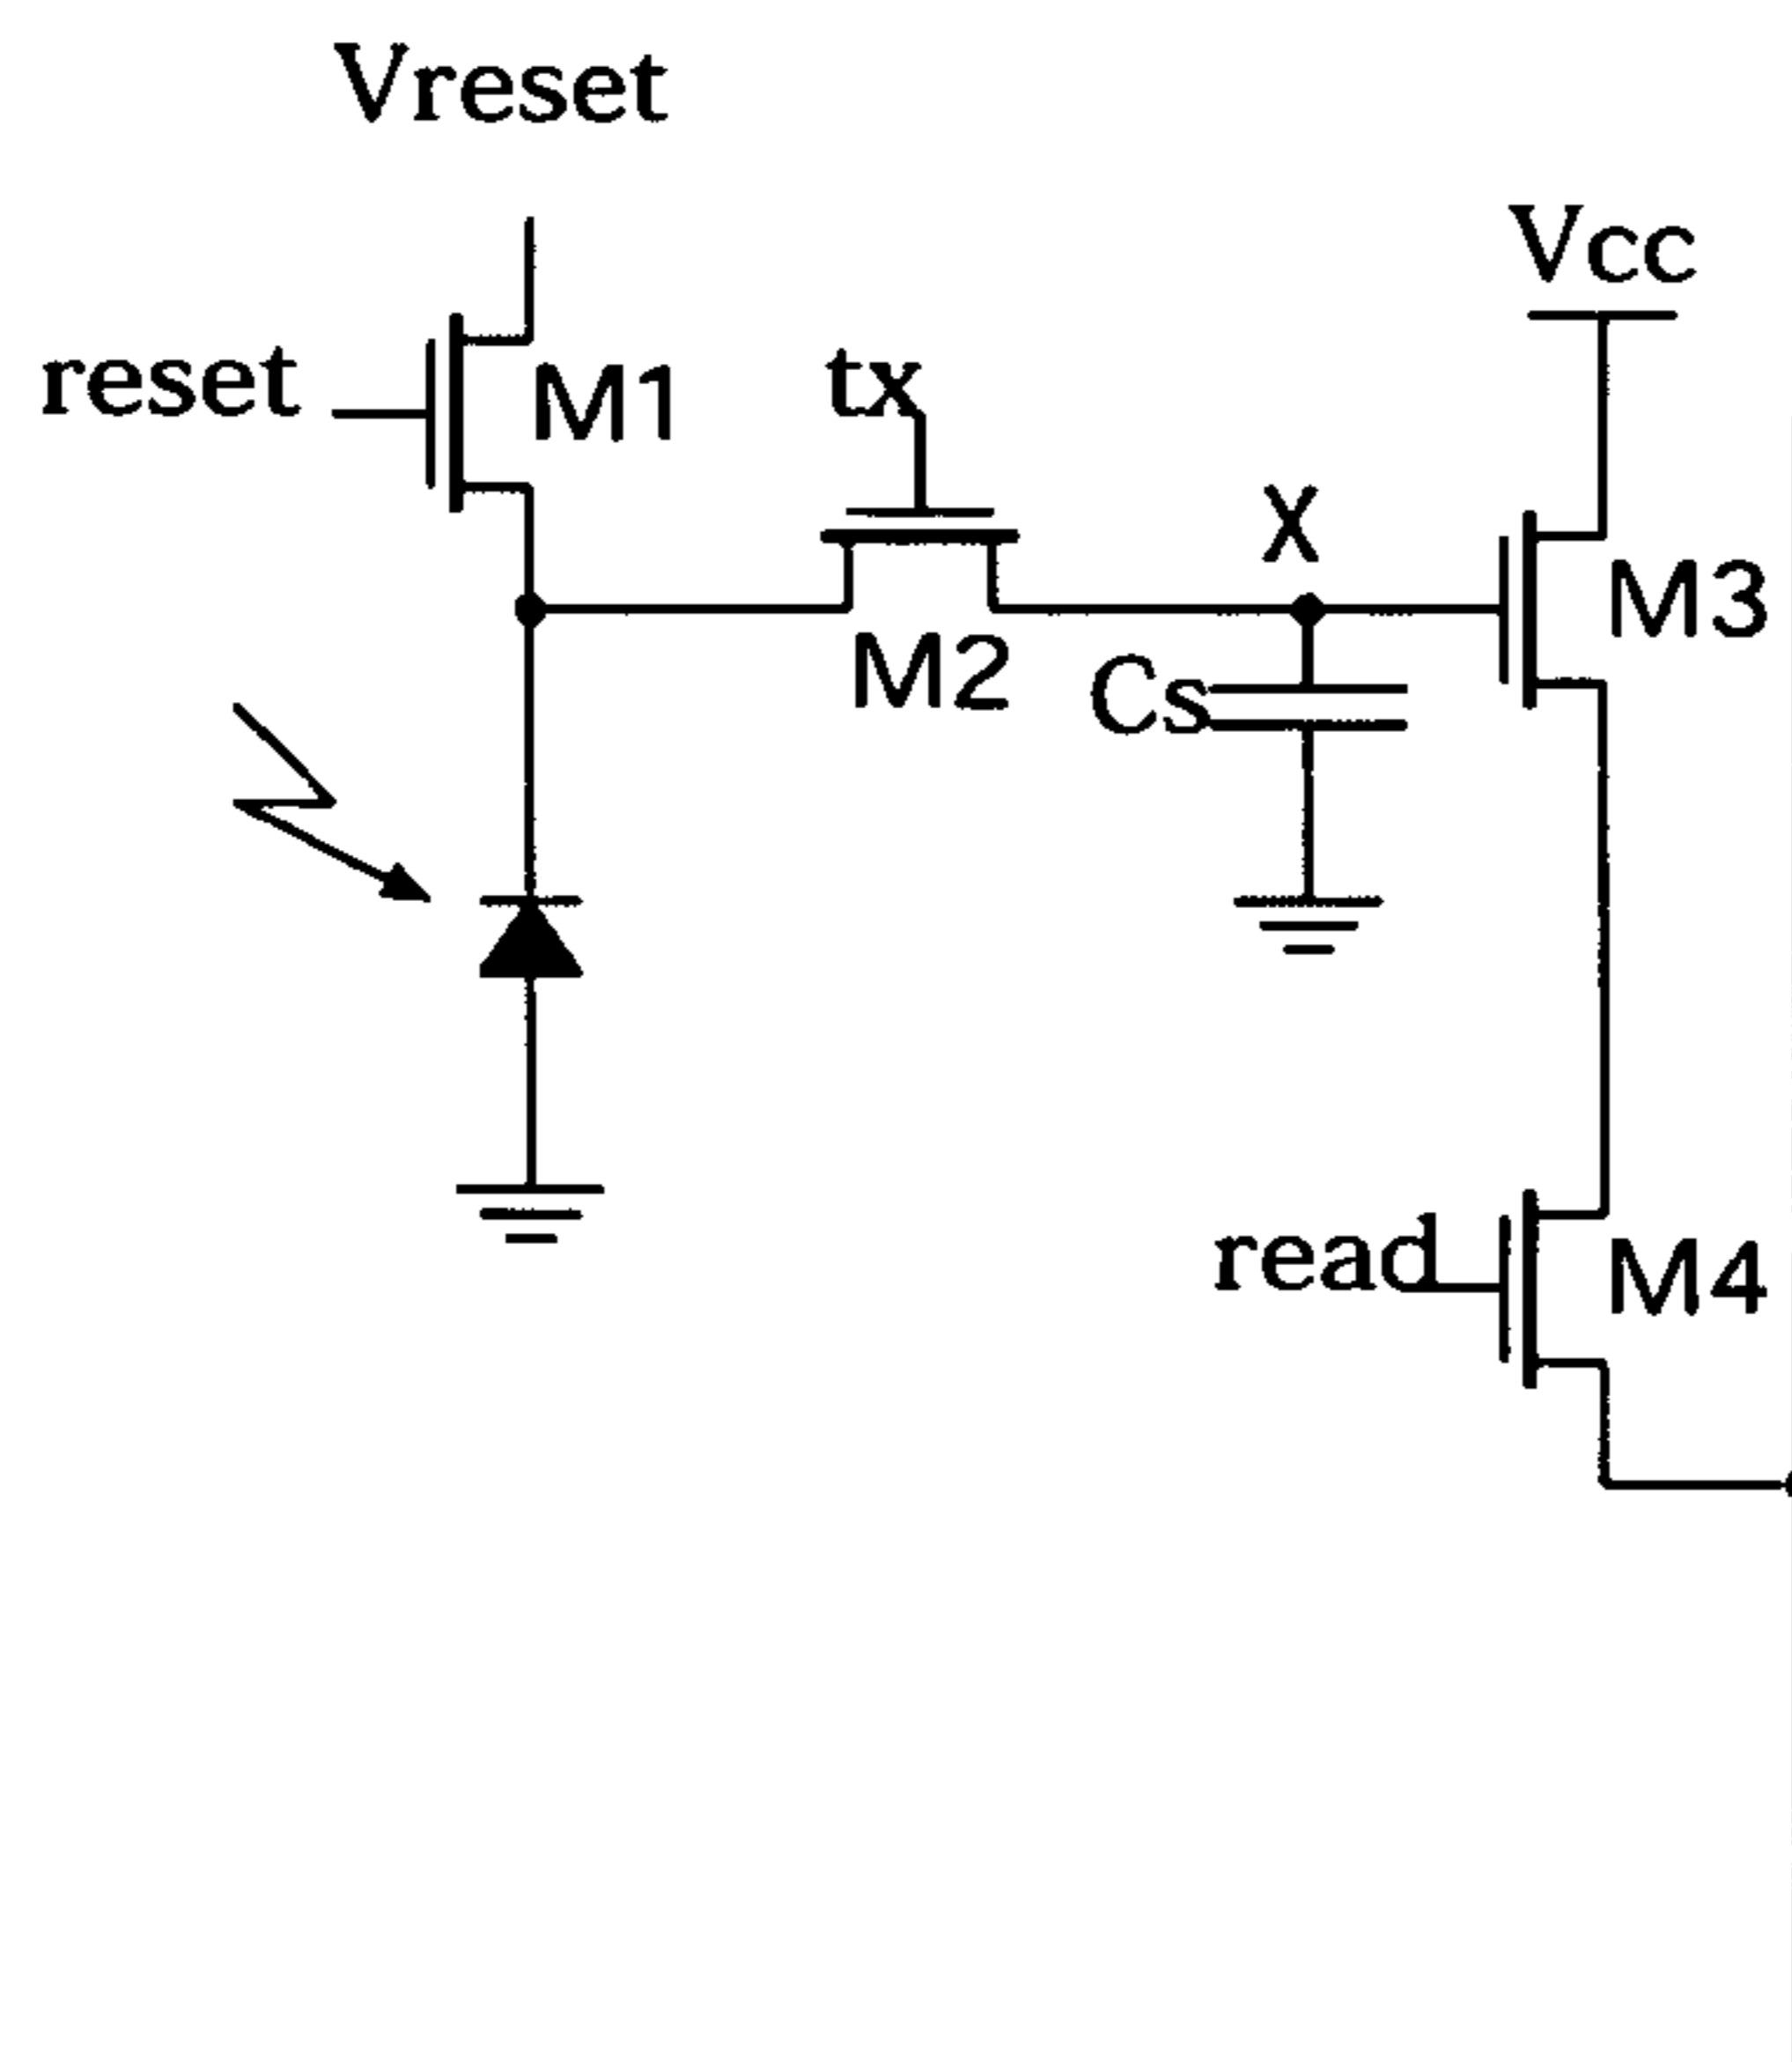 Vreset
Vcc
reset
M1
tx
X
M3
M2
Cs
read
M4